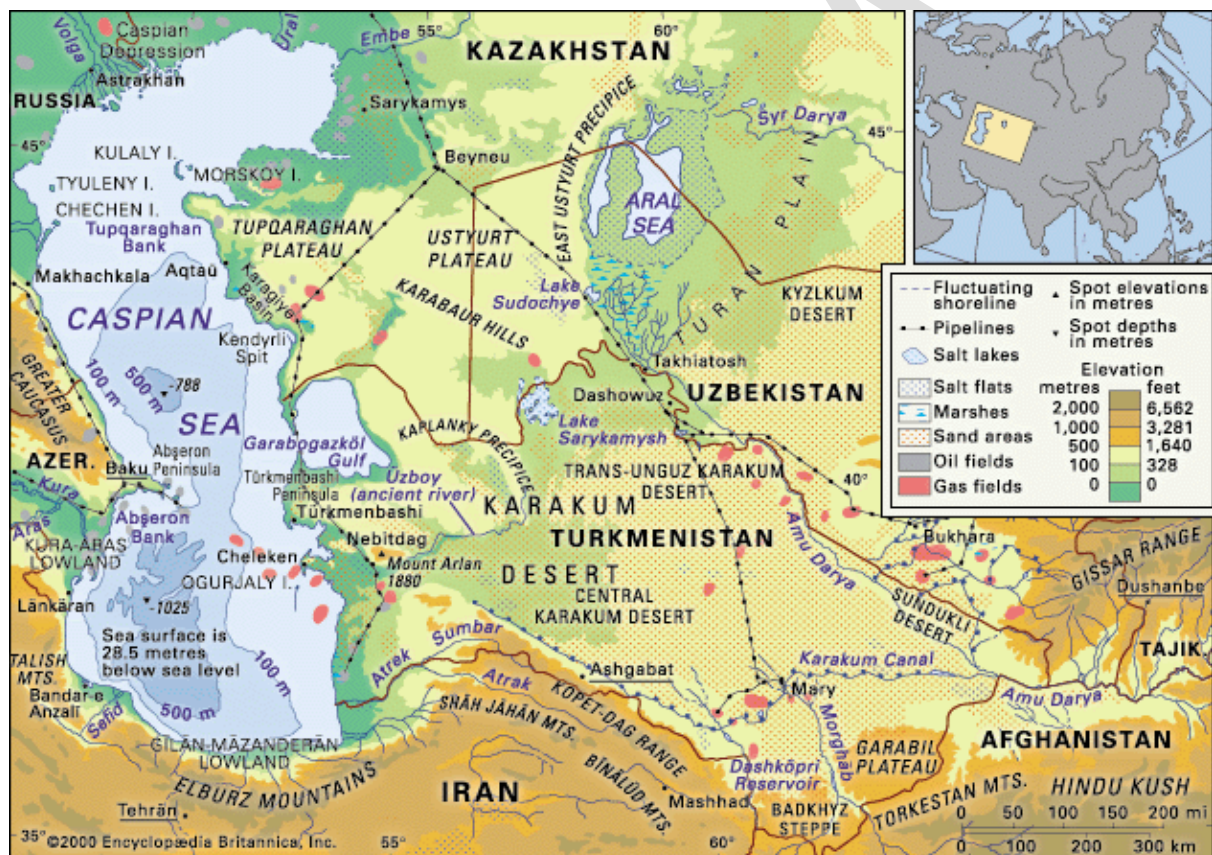 Volga
Caspian
Depression
Ural
Embe
55°
60°
KAZAKHSTAN
Astrakhan
RUSSIA
Sarykamys
45°
Syr Darya
45°
Beyneu
KULALY I.
MORSKOY I.
TYULENY I.
CHECHEN I.
Tupqaraghan
Bank
TUPQARAGHAN
PLATEAU
USTYURT
PLATEAU
EAST USTYURT PRECIPICE
ARAL
SEA
TURAN PLAIN
Makhachkala
Aqtaū
Karagiye
Basin
Lake
Sudochye
KYZLKUM
DESERT
CASPIAN
SEA
KARABAUR HILLS
Kendyrli
Spit
100 m
500 m
-788
GREATER
CAUCASUS
Takhiatosh
Dashowuz
UZBEKISTAN
Garabogazköl
Gulf
KAPLANKY PRECIPICE
Lake
Sarykamysh
AZER.
Abşeron
Peninsula
Baku
Kura
Türkmenbashi
Peninsula
Uzboy
(ancient river)
TRANS-UNGUZ KARAKUM
DESERT
40°
Aras
Abşeron
Bank
Türkmenbashi
KARAKUM
DESERT
TURKMENISTAN
KURA-ARAS
LOWLAND
Cheleken
Nebitdag
Mount Arlan
1880
OGURJALY I.
Amu
Darya
Bukhara
GISSAR RANGE
Dushanbe
Länkäran
-1025
CENTRAL
KARAKUM DESERT
SUNDUKLI
DESERT
Sea surface is
28.5 metres
below sea level
100 m
TALISH
MTS.
Atrek
Sumbar
Ashgabat
Karakum Canal
TAJIK.
Bandar-e
Anzalī
Sefid
500 m
Atrak
SHĀH JĀHĀN MTS.
KOPET-DAG RANGE
Mary
Morghāb
Amu Darya
GĪLĀN-MĀZANDERĀN
LOWLAND
ELBURZ MOUNTAINS
IRAN
BĪNĀLŪD MTS.
Mashhad
Dashköpri
Reservoir
GARABIL
PLATEAU
AFGHANISTAN
BADKHYZ
STEPPE
TORKESTAN MTS.
HINDU KUSH
Tehrān
35°
©2000 Encyclopædia Britannica, Inc.
55°
60°
0 50 100 150 200 mi
0 100 200 300 km
Fluctuating
shoreline
Pipelines
Salt lakes
Salt flats
Marshes
Sand areas
Oil fields
Gas fields
Spot elevations
in metres
Spot depths
in metres
Elevation
metres feet
2,000 6,562
1,000 3,281
500 1,640
100 328
0 0